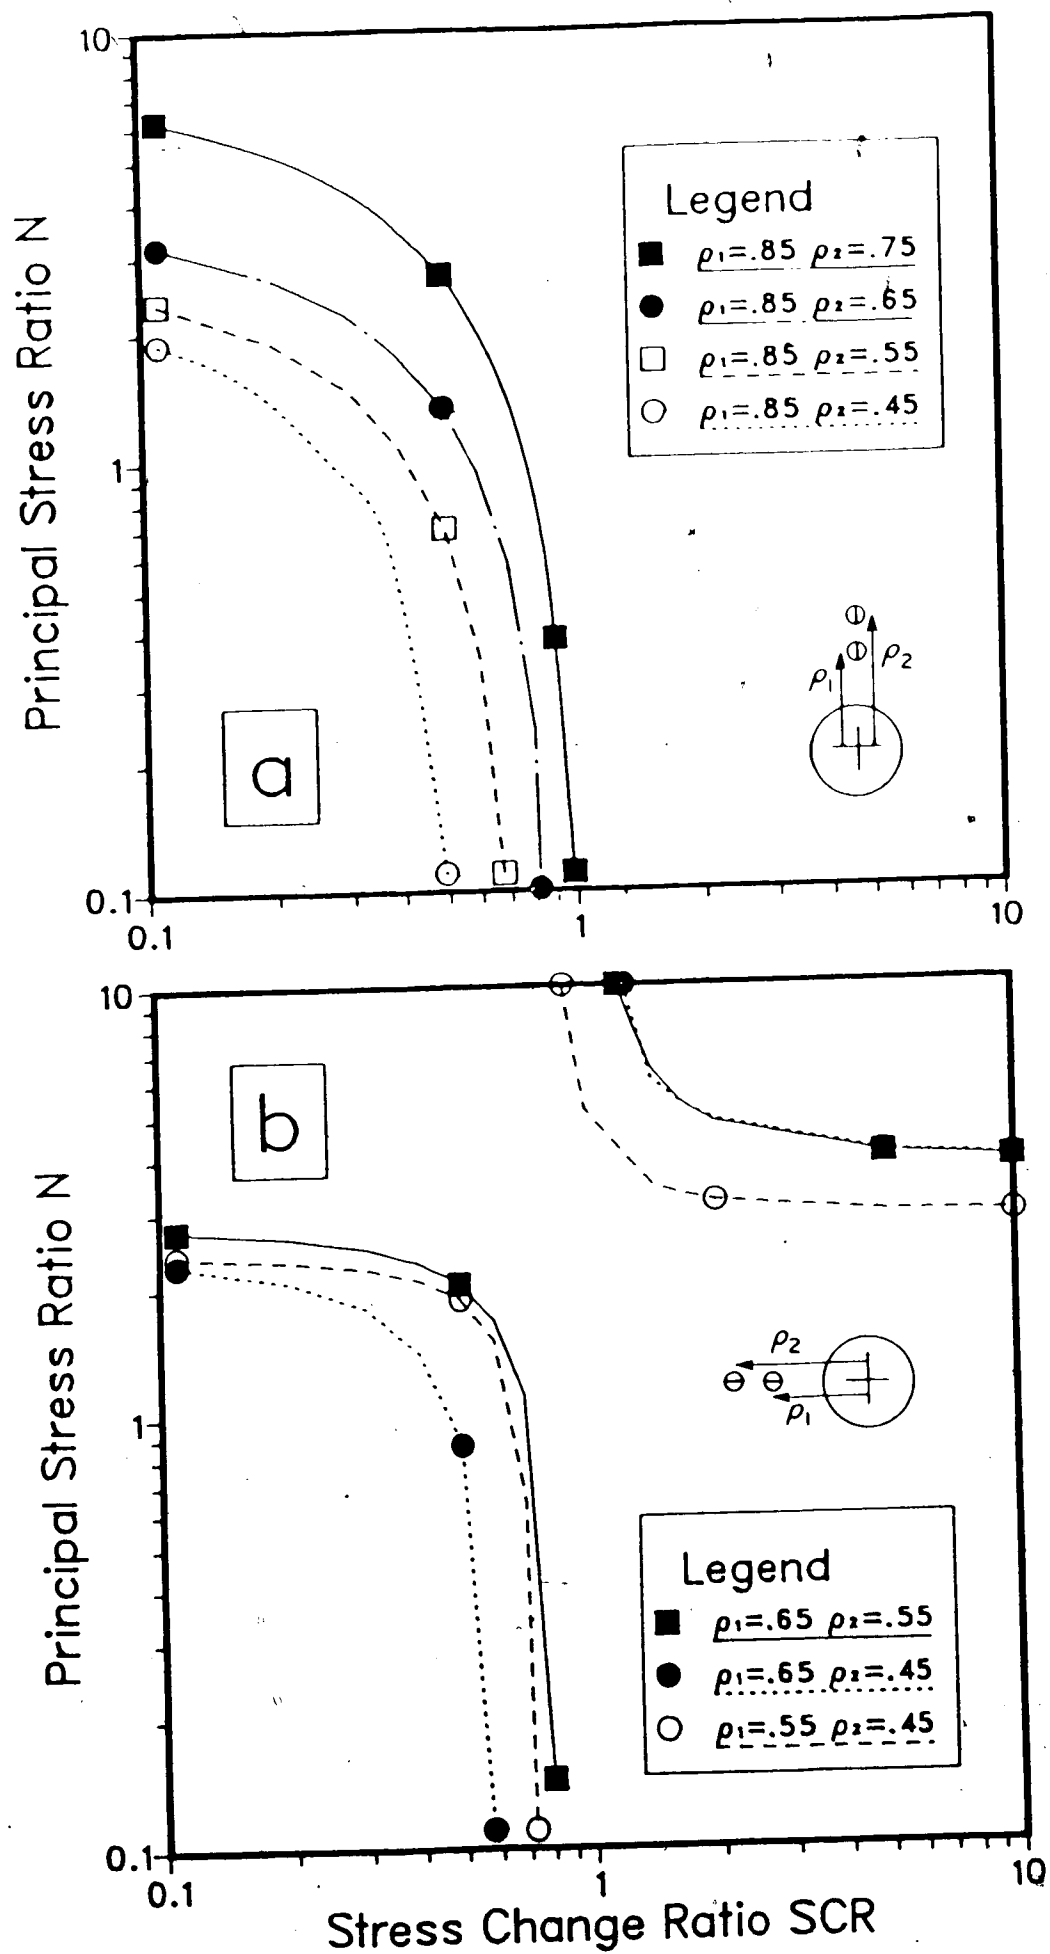 10
1
0.1
0.1
1
10
Principal Stress Ratio N
Legend
ρ₁=.85 ρ₂=.75
ρ₁=.85 ρ₂=.65
ρ₁=.85 ρ₂=.55
ρ₁=.85 ρ₂=.45
ρ₁
ρ₂
a
10
1
0.1
0.1
1
10
Principal Stress Ratio N
b
ρ₂
ρ₁
Legend
ρ₁=.65 ρ₂=.55
ρ₁=.65 ρ₂=.45
ρ₁=.55 ρ₂=.45
Stress Change Ratio SCR